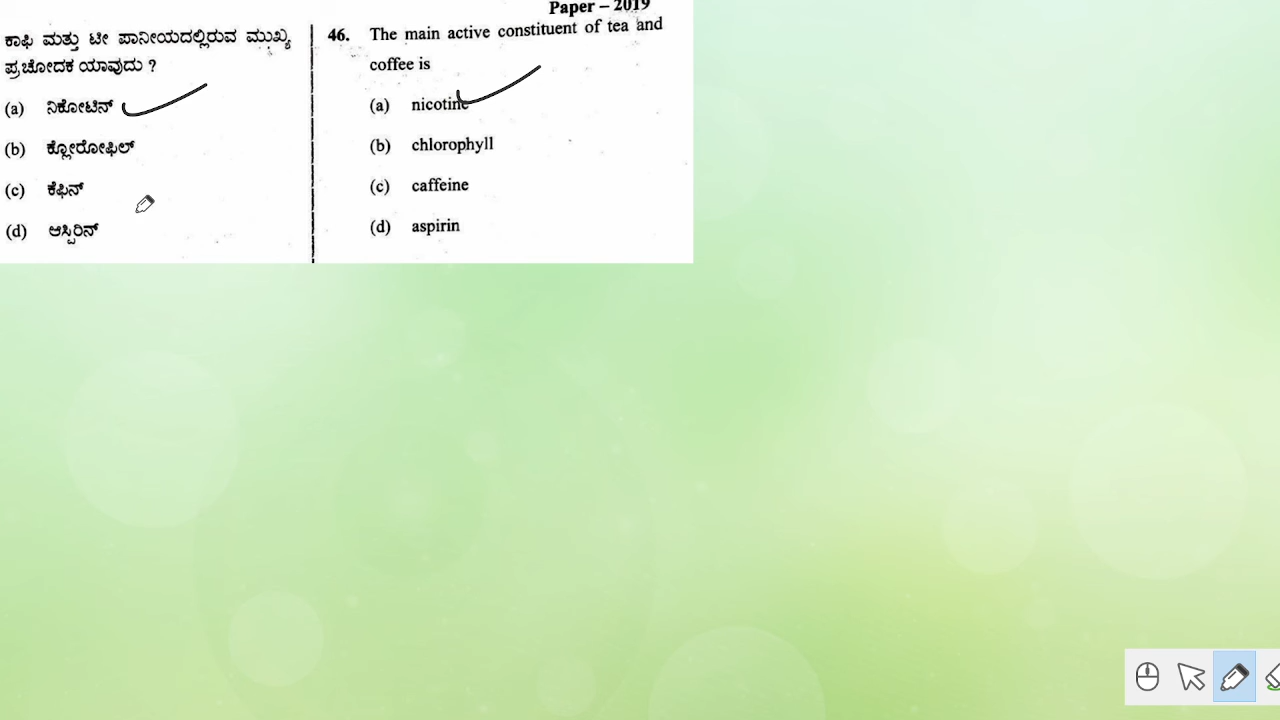 Paper – 2019
ಕಾಫಿ ಮತ್ತು ಟೀ ಪಾನೀಯದಲ್ಲಿರುವ ಮುಖ್ಯ
ಪ್ರಚೋದಕ ಯಾವುದು ?
(a) ನಿಕೋಟಿನ್
(b) ಕ್ಲೋರೋಫಿಲ್
(c) ಕೆಫಿನ್
(d) ಆಸ್ಪಿರಿನ್
46. The main active constituent of tea and
coffee is
(a) nicotine
(b) chlorophyll
(c) caffeine
(d) aspirin